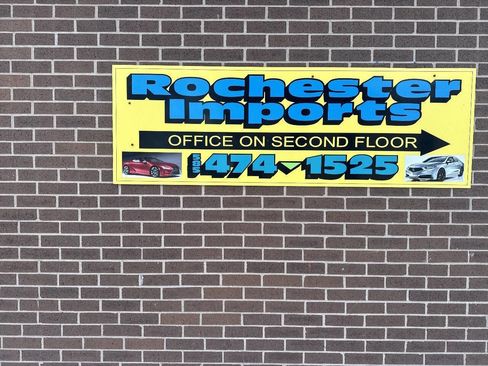 Rochester
Imports
OFFICE ON SECOND FLOOR
474-1525